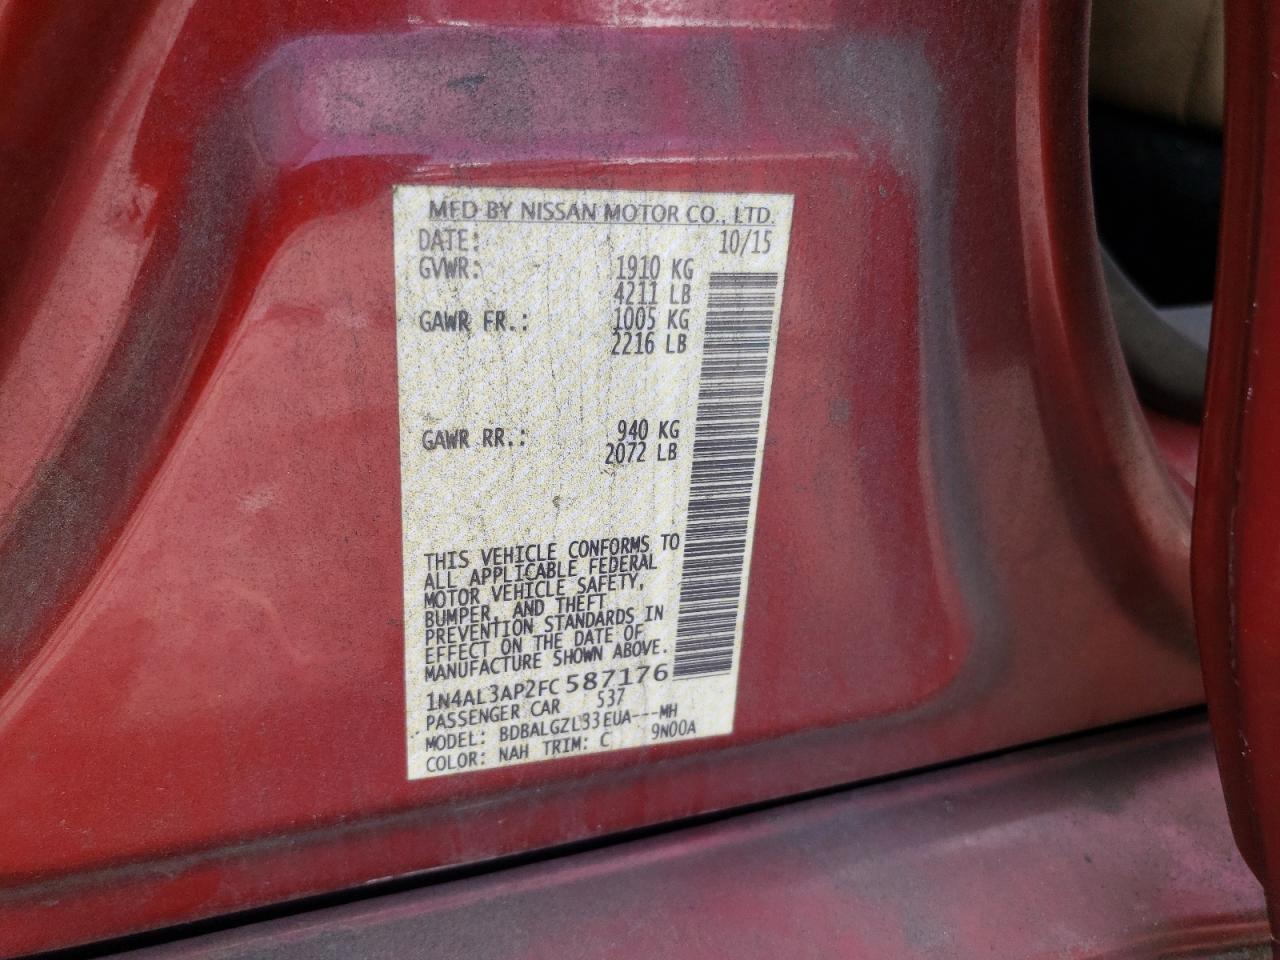 MFD BY NISSAN MOTOR CO., LTD.
DATE: 10/15
GVWR: 1910 KG
4211 LB
GAWR FR.: 1005 KG
2216 LB
GAWR RR.: 940 KG
2072 LB
THIS VEHICLE CONFORMS TO
ALL APPLICABLE FEDERAL
MOTOR VEHICLE SAFETY,
BUMPER, AND THEFT
PREVENTION STANDARDS IN
EFFECT ON THE DATE OF
MANUFACTURE SHOWN ABOVE.
1N4AL3AP2FC587176
PASSENGER CAR 537
MODEL: BDBALGZL33EUA---MH
COLOR: NAH TRIM: C 9N00A